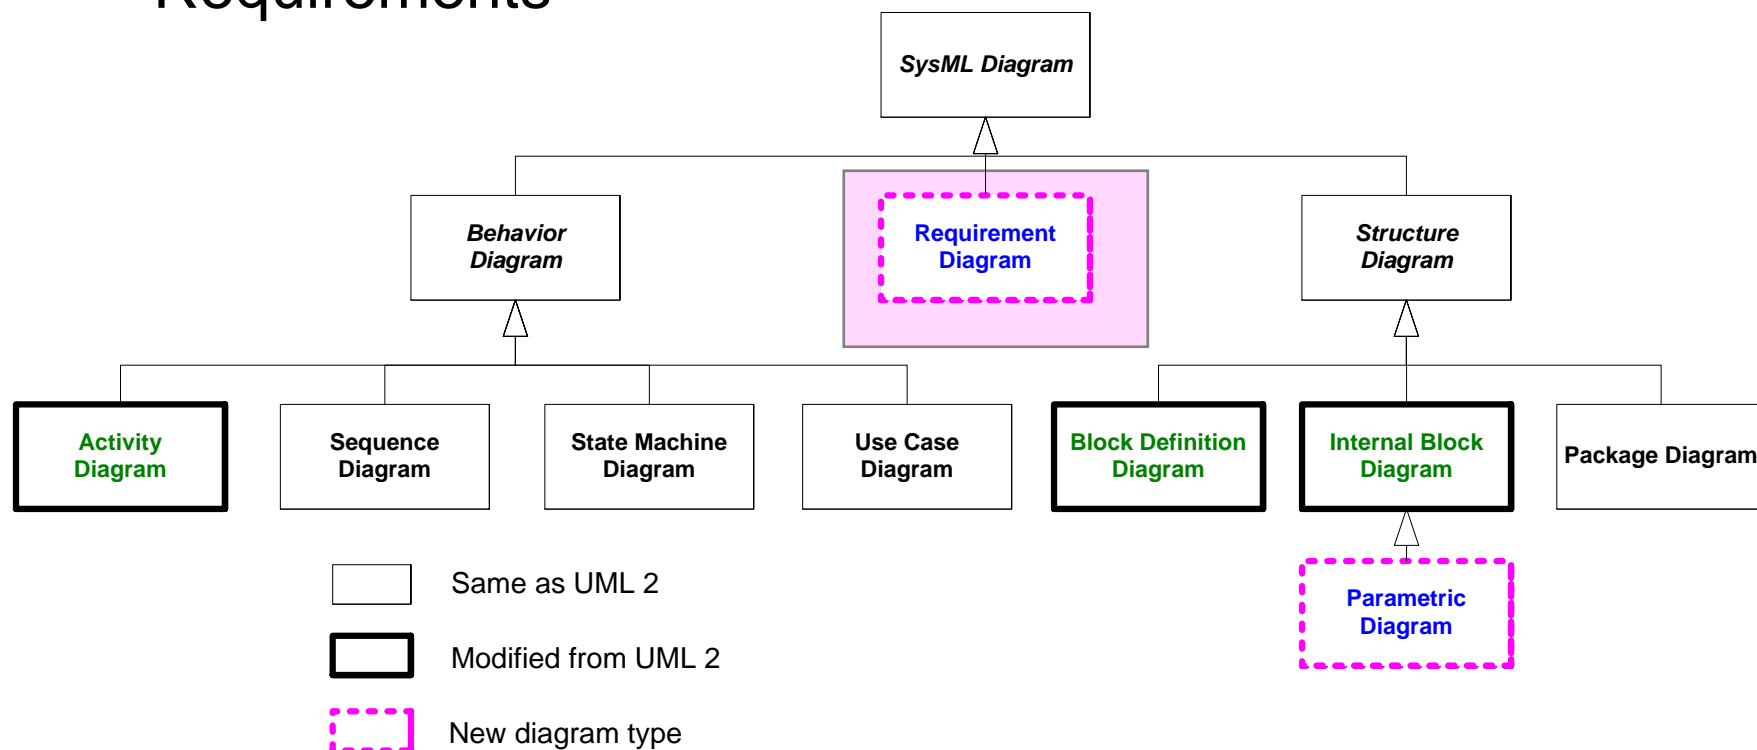 Requirements
SysML Diagram
Behavior
Diagram
Requirement
Diagram
Structure
Diagram
Activity
Diagram
Sequence
Diagram
State Machine
Diagram
Use Case
Diagram
Block Definition
Diagram
Internal Block
Diagram
Package Diagram
Parametric
Diagram
Same as UML 2
Modified from UML 2
New diagram type